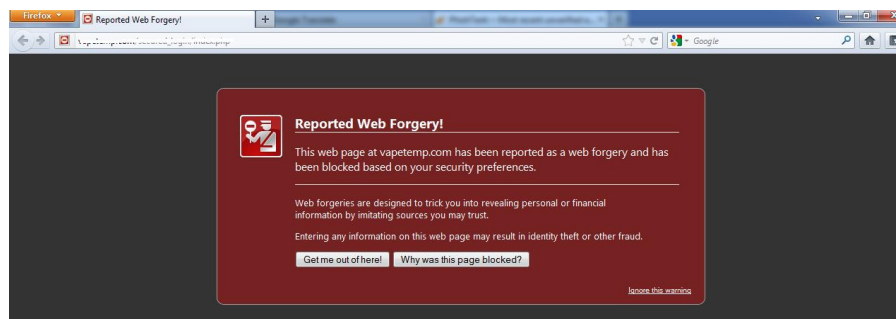 Firefox
Reported Web Forgery!
Google
Reported Web Forgery!
This web page at vapetemp.com has been reported as a web forgery and has
been blocked based on your security preferences.
Web forgeries are designed to trick you into revealing personal or financial
information by imitating sources you may trust.
Entering any information on this web page may result in identity theft or other fraud.
Get me out of here! Why was this page blocked?
Ignore this warning